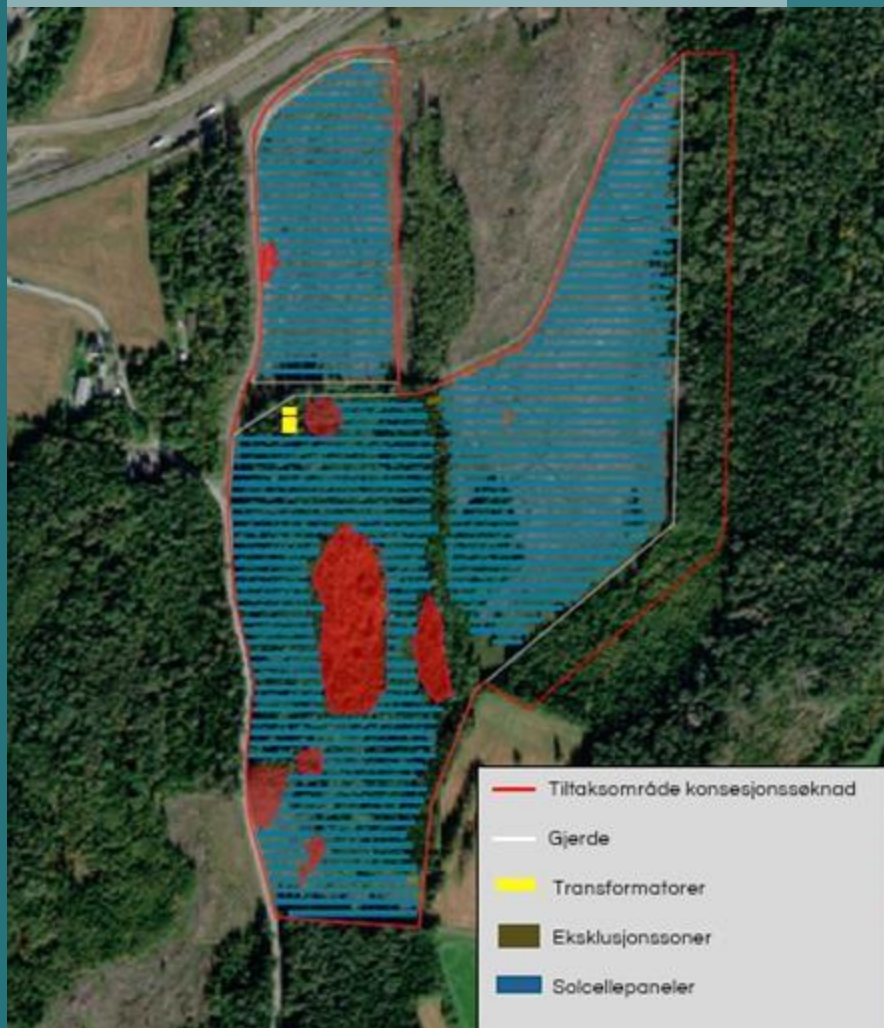 Tiltaksområde konsesjonssøknad
Gjerde
Transformatorer
Eksklusjonssoner
Solcellepaneler